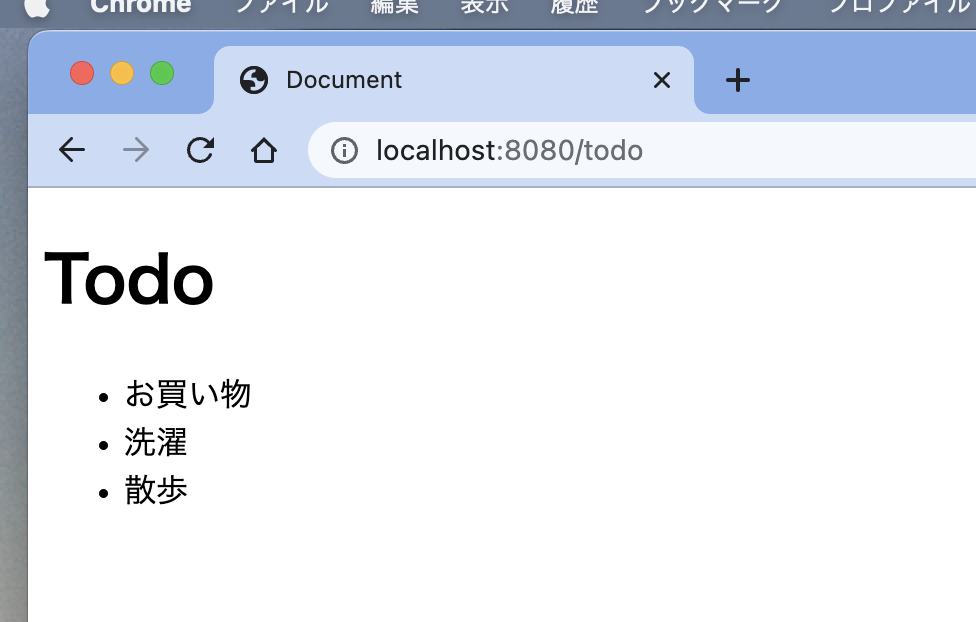 Chrome ファイル 編集 表示 履歴 ブックマーク プロファイル
Document
localhost:8080/todo
Todo
お買い物
洗濯
散歩